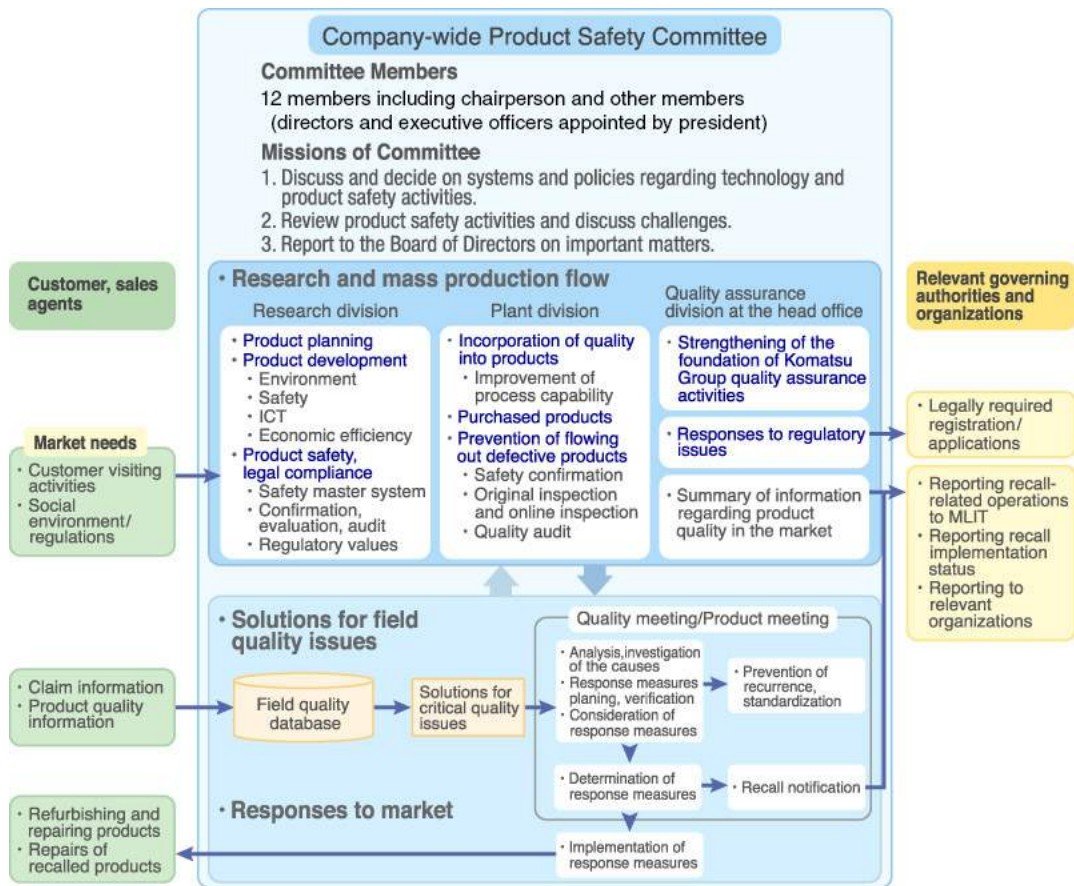 Company-wide Product Safety Committee
Committee Members
12 members including chairperson and other members
(directors and executive officers appointed by president)
Missions of Committee
1. Discuss and decide on systems and policies regarding technology and
product safety activities.
2. Review product safety activities and discuss challenges.
3. Report to the Board of Directors on important matters.
Customer, sales
agents
Market needs
・Customer visiting
activities
・Social
environment/
regulations
・Claim information
・Product quality
information
・Refurbishing and
repairing products
・Repairs of
recalled products
・Research and mass production flow
Research division
・Product planning
・Product development
・Environment
・Safety
・ICT
・Economic efficiency
・Product safety,
legal compliance
・Safety master system
・Confirmation,
evaluation, audit
・Regulatory values
Plant division
・Incorporation of quality
into products
・Improvement of
process capability
・Purchased products
・Prevention of flowing
out defective products
・Safety confirmation
・Original inspection
and online inspection
・Quality audit
Quality assurance
division at the head office
・Strengthening of the
foundation of Komatsu
Group quality assurance
activities
・Responses to regulatory
issues
・Summary of information
regarding product
quality in the market
Relevant governing
authorities and
organizations
・Legally required
registration/
applications
・Reporting recall-
related operations
to MLIT
・Reporting recall
implementation
status
・Reporting to
relevant
organizations
・Solutions for field
quality issues
Field quality
database
Solutions for
critical quality
issues
Quality meeting/Product meeting
・Analysis,investigation
of the causes
・Response measures
planing, verification
・Consideration of
response measures
・Prevention of
recurrence,
standardization
・Determination of
response measures
・Recall notification
・Responses to market
・Implementation of
response measures